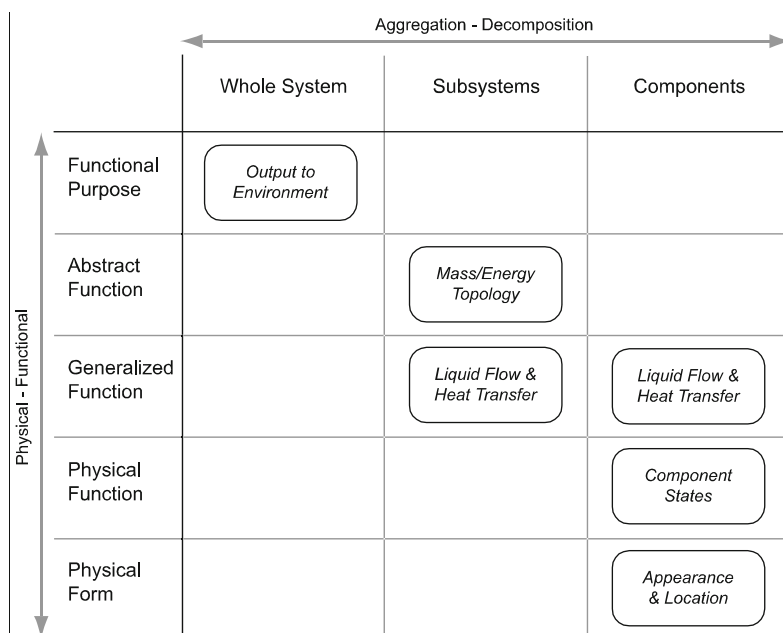 Aggregation - Decomposition
Whole System
Subsystems
Components
Physical - Functional
Functional
Purpose
Output to
Environment
Abstract
Function
Mass/Energy
Topology
Generalized
Function
Liquid Flow &
Heat Transfer
Liquid Flow &
Heat Transfer
Physical
Function
Component
States
Physical
Form
Appearance
& Location